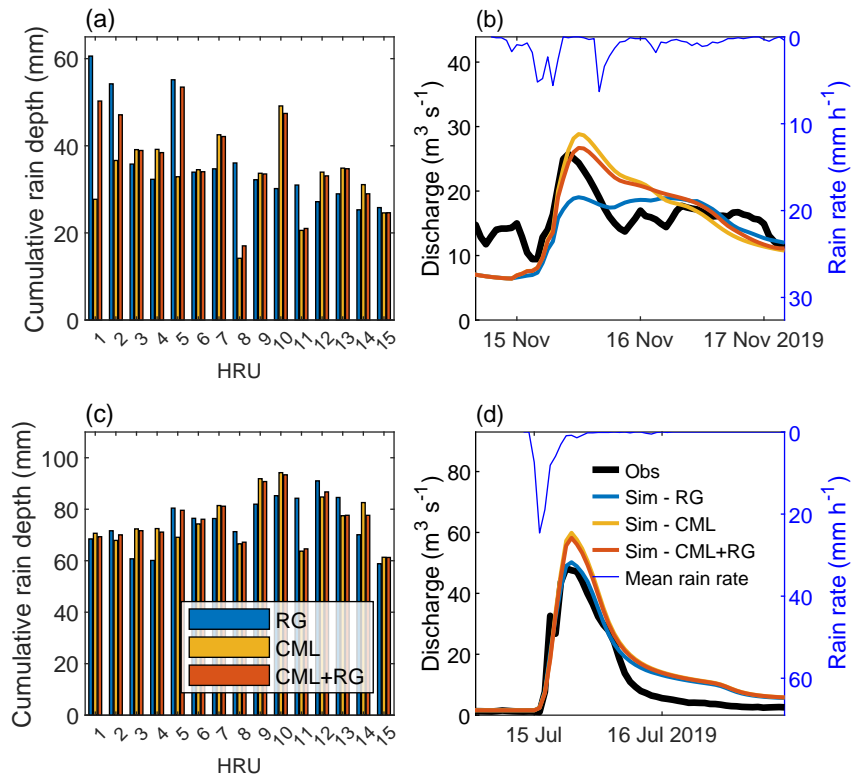 (a)
Cumulative rain depth (mm)
60
40
20
0
1 2 3 4 5 6 7 8 9 10 11 12 13 14 15
HRU
(b)
Discharge (m³ s⁻¹)
40
30
20
10
0
15 Nov 16 Nov 17 Nov 2019
0
10
20
30
Rain rate (mm h⁻¹)
(c)
Cumulative rain depth (mm)
100
80
60
40
20
0
1 2 3 4 5 6 7 8 9 10 11 12 13 14 15
HRU
RG
CML
CML+RG
(d)
Discharge (m³ s⁻¹)
80
60
40
20
0
15 Jul 16 Jul 2019
0
20
40
60
Rain rate (mm h⁻¹)
Obs
Sim - RG
Sim - CML
Sim - CML+RG
Mean rain rate